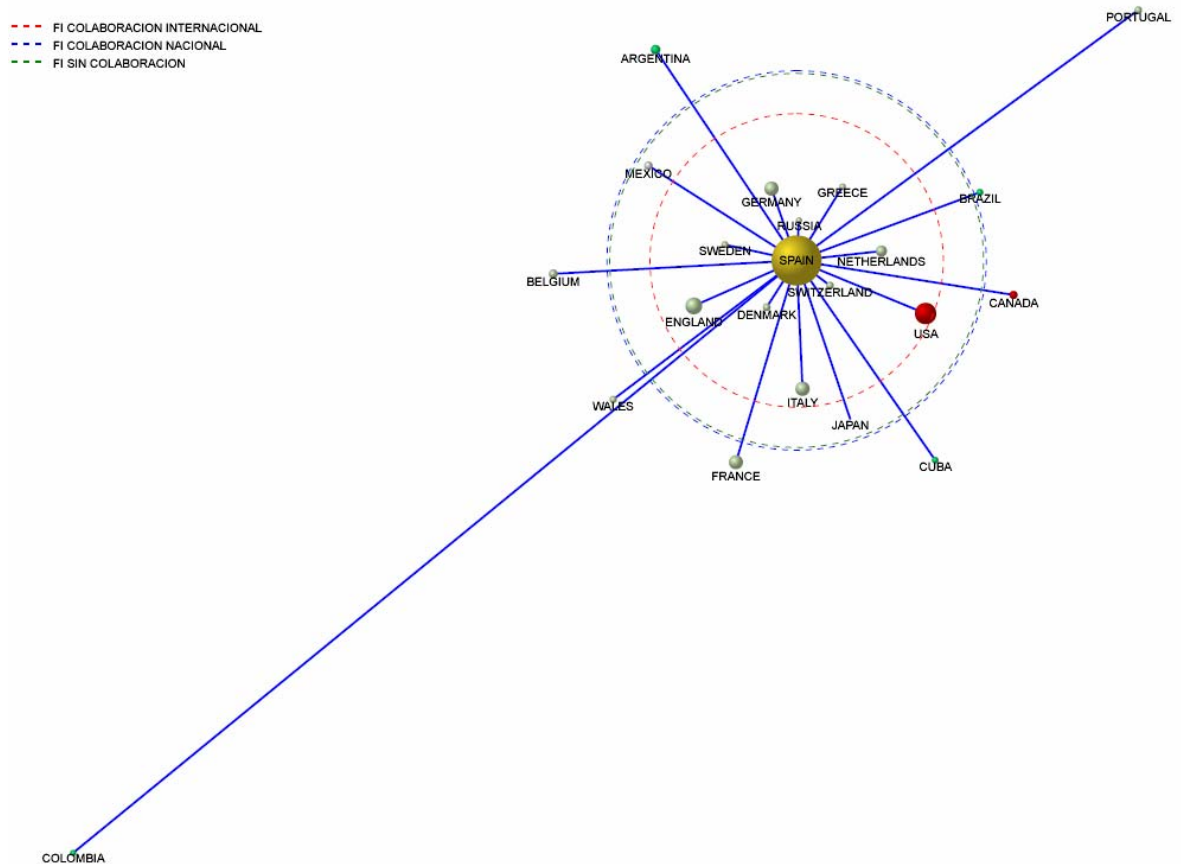 FI COLABORACION INTERNACIONAL
FI COLABORACION NACIONAL
FI SIN COLABORACION
PORTUGAL
ARGENTINA
MEXICO
GERMANY
GREECE
BRAZIL
RUSSIA
SWEDEN
SPAIN
NETHERLANDS
BELGIUM
SWITZERLAND
CANADA
ENGLAND
DENMARK
USA
WALES
ITALY
JAPAN
FRANCE
CUBA
COLOMBIA